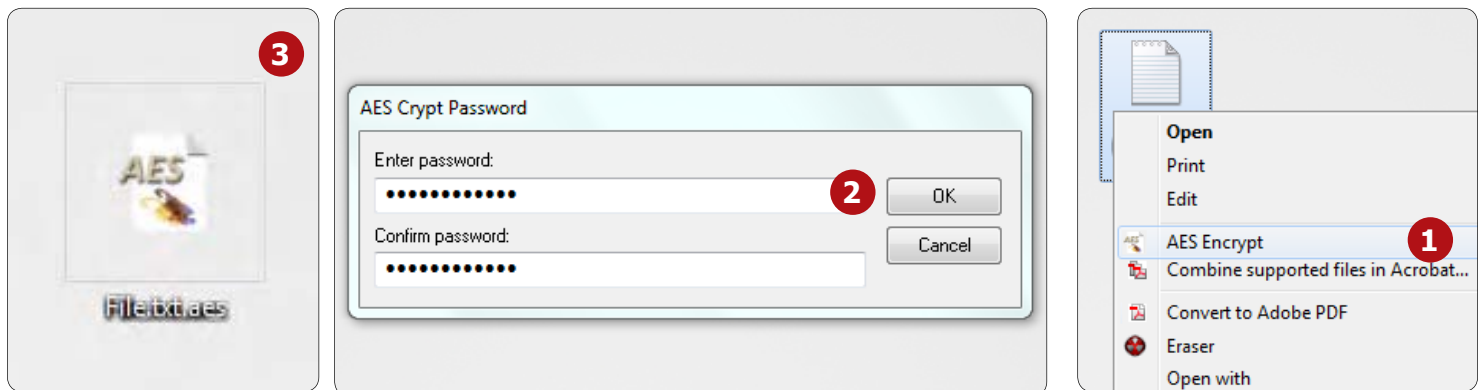 3
AES
File.txt.aes
AES Crypt Password
Enter password:
••••••••••••
2
OK
Confirm password:
Cancel
••••••••••••
Open
Print
Edit
AES Encrypt
1
Combine supported files in Acrobat...
Convert to Adobe PDF
Eraser
Open with